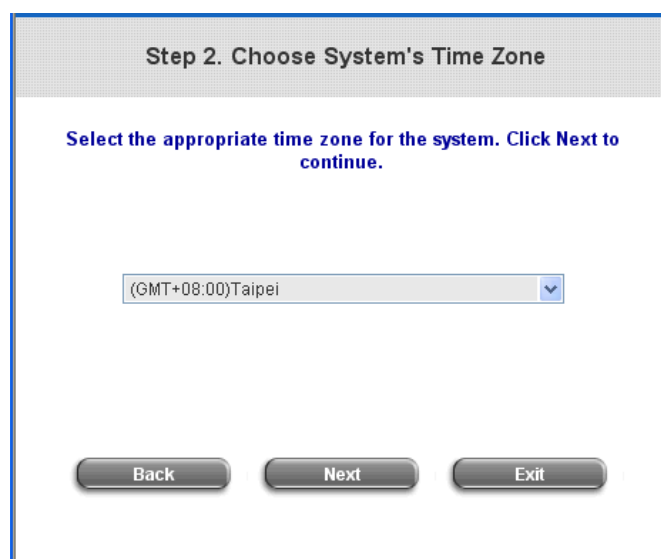 Step 2. Choose System's Time Zone
Select the appropriate time zone for the system. Click Next to
continue.
(GMT+08:00)Taipei
Back Next Exit